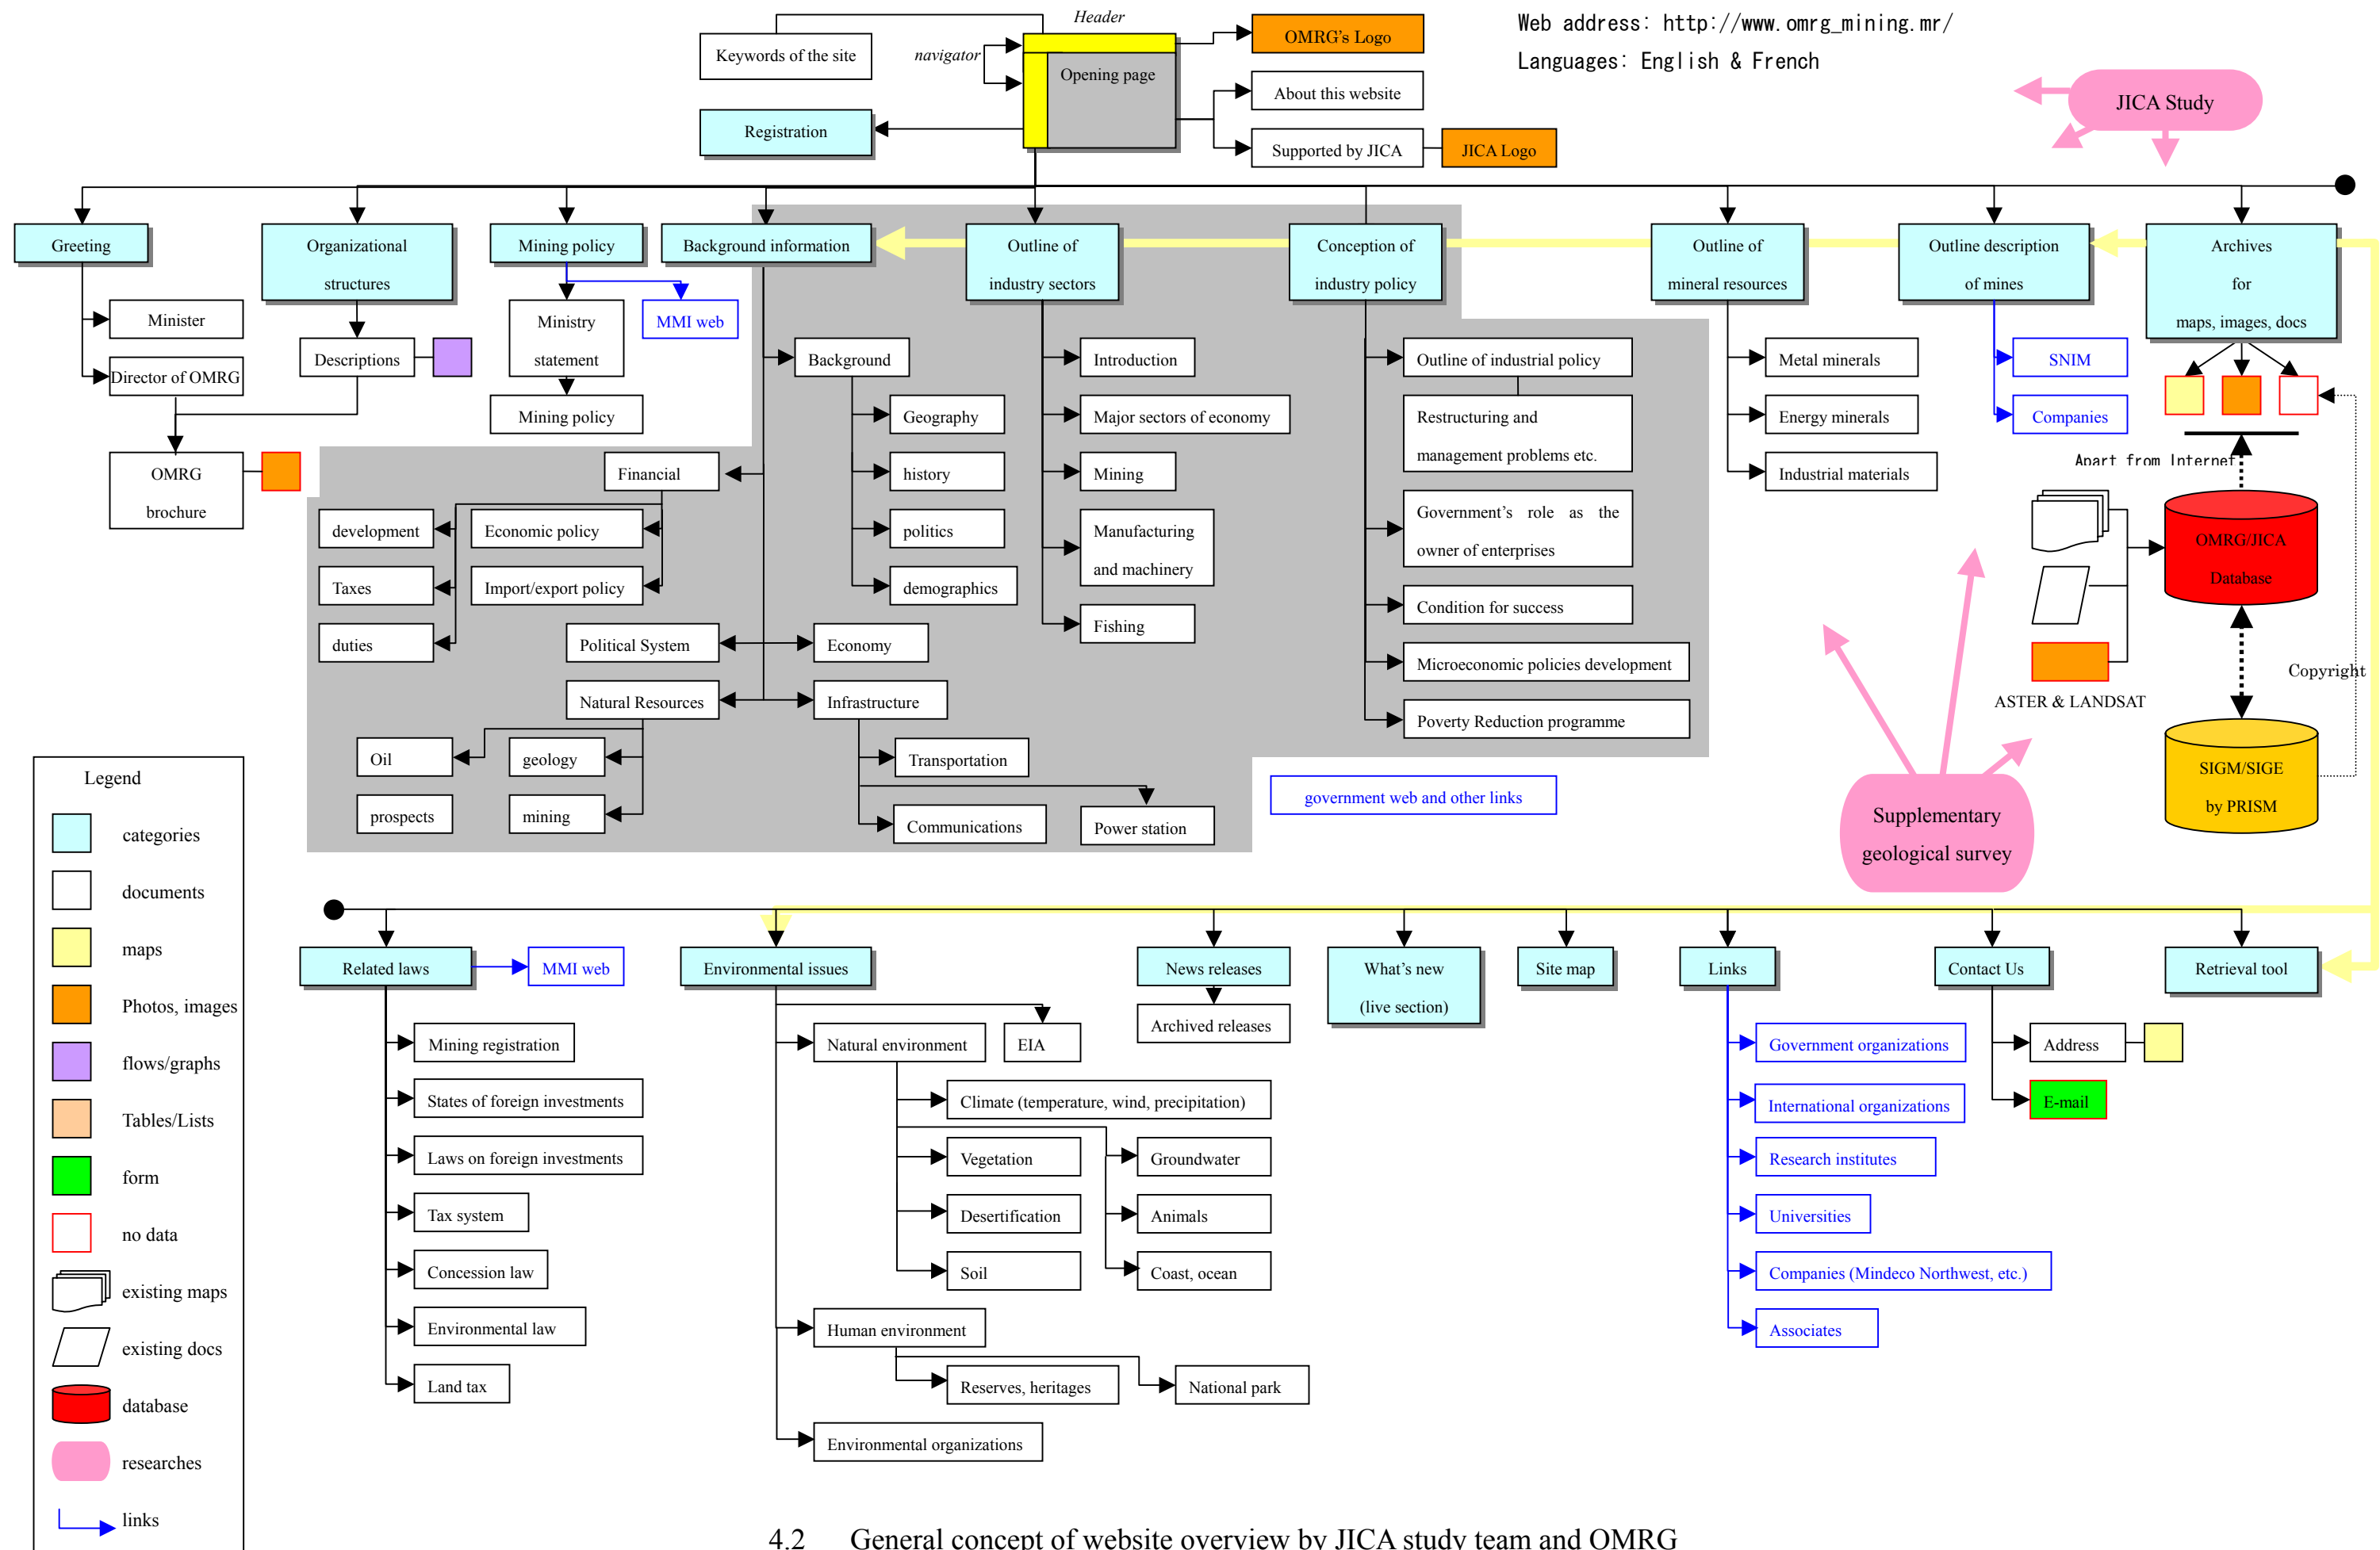 Header
Web address: http://www.omrg_mining.mr/
Languages: English & French
Keywords of the site
navigator
Opening page
OMRG's Logo
About this website
Registration
Supported by JICA
JICA Logo
JICA Study
Greeting
Organizational
structures
Mining policy
Background information
Outline of
industry sectors
Conception of
industry policy
Outline of
mineral resources
Outline description
of mines
Archives
for
maps, images, docs
Minister
Director of OMRG
OMRG
brochure
Descriptions
Ministry
statement
MMI web
Mining policy
Background
Geography
history
politics
demographics
Financial
development
Economic policy
Taxes
Import/export policy
duties
Political System
Economy
Natural Resources
Infrastructure
Oil
prospects
geology
mining
Transportation
Communications
Power station
Introduction
Major sectors of economy
Mining
Manufacturing
and machinery
Fishing
Outline of industrial policy
Restructuring and
management problems etc.
Government's role as the
owner of enterprises
Condition for success
Microeconomic policies development
Poverty Reduction programme
government web and other links
Metal minerals
Energy minerals
Industrial materials
SNIM
Companies
Apart from Internet
OMRG/JICA
Database
ASTER & LANDSAT
Copyright
SIGM/SIGE
by PRISM
Supplementary
geological survey
Legend
categories
documents
maps
Photos, images
flows/graphs
Tables/Lists
form
no data
existing maps
existing docs
database
researches
links
Related laws
MMI web
Mining registration
States of foreign investments
Laws on foreign investments
Tax system
Concession law
Environmental law
Land tax
Environmental issues
Natural environment
EIA
Climate (temperature, wind, precipitation)
Vegetation
Groundwater
Desertification
Animals
Soil
Coast, ocean
Human environment
Reserves, heritages
National park
Environmental organizations
News releases
Archived releases
What's new
(live section)
Site map
Links
Government organizations
International organizations
Research institutes
Universities
Companies (Mindeco Northwest, etc.)
Associates
Contact Us
Address
E-mail
Retrieval tool
4.2 General concept of website overview by JICA study team and OMRG